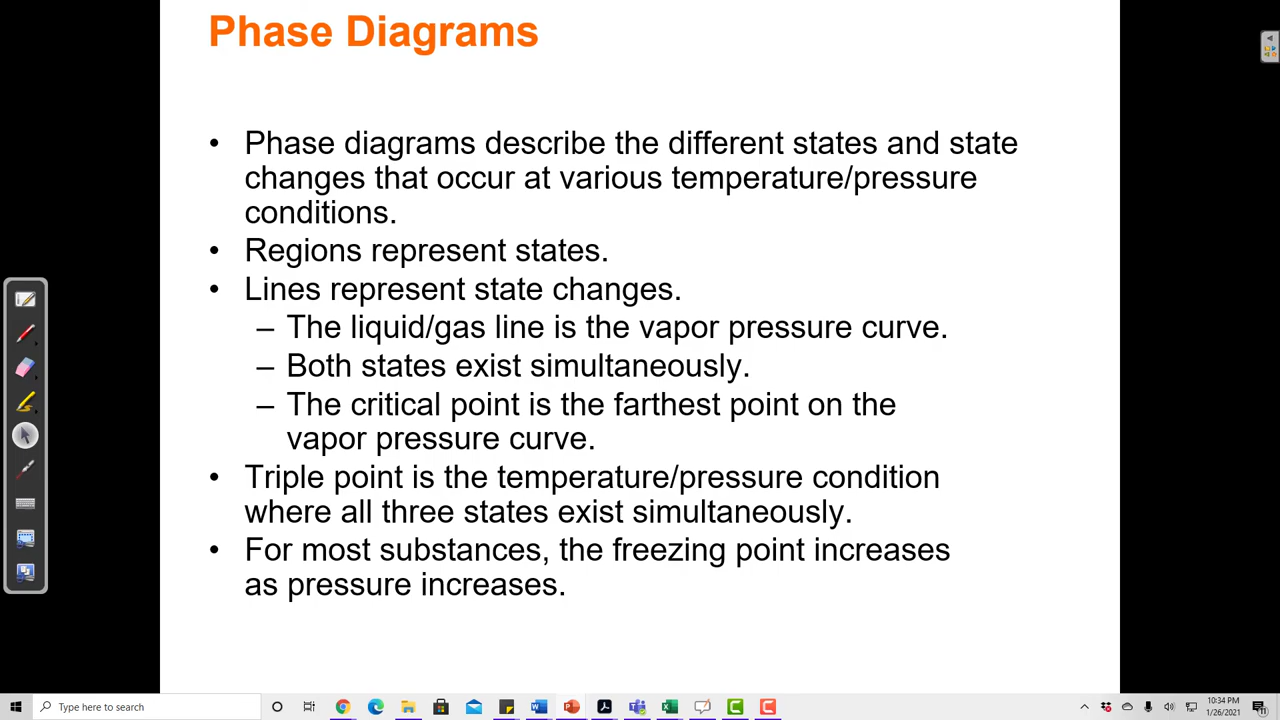 Phase Diagrams
• Phase diagrams describe the different states and state
changes that occur at various temperature/pressure
conditions.
• Regions represent states.
• Lines represent state changes.
– The liquid/gas line is the vapor pressure curve.
– Both states exist simultaneously.
– The critical point is the farthest point on the
vapor pressure curve.
• Triple point is the temperature/pressure condition
where all three states exist simultaneously.
• For most substances, the freezing point increases
as pressure increases.
Type here to search
10:34 PM
1/26/2021